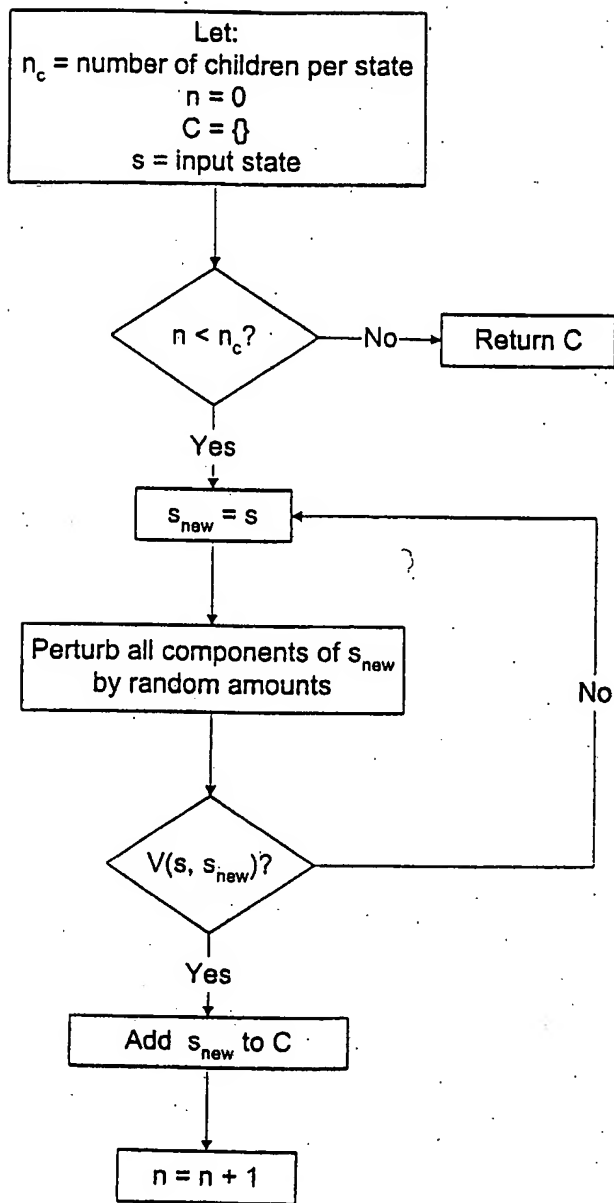 Let:
n_c = number of children per state
n = 0
C = {}
s = input state
n < n_c?
No
Return C
Yes
s_new = s
?
Perturb all components of s_new
by random amounts
No
V(s, s_new)?
Yes
Add s_new to C
n = n + 1